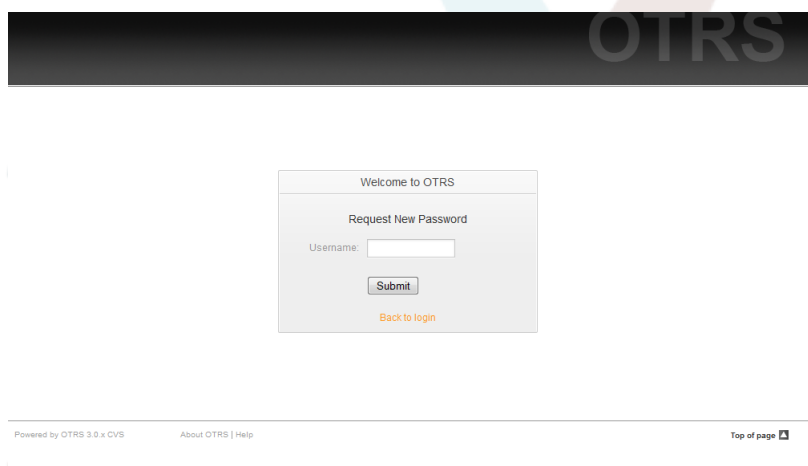 OTRS
Welcome to OTRS
Request New Password
Username:
Submit
Back to login
Powered by OTRS 3.0.x CVS About OTRS | Help Top of page